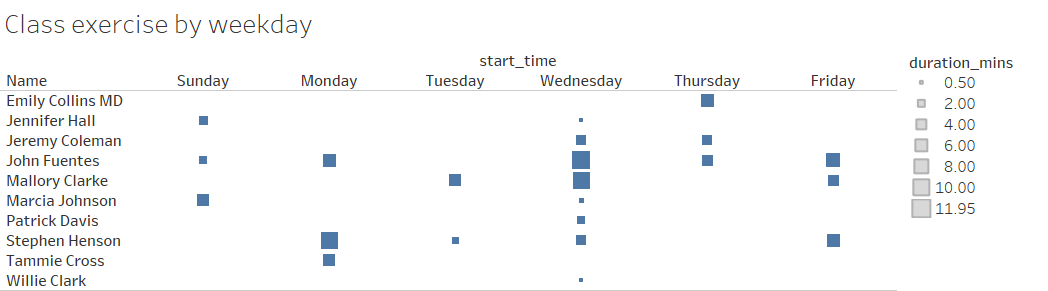 Class exercise by weekday
start_time
Name Sunday Monday Tuesday Wednesday Thursday Friday
Emily Collins MD
Jennifer Hall
Jeremy Coleman
John Fuentes
Mallory Clarke
Marcia Johnson
Patrick Davis
Stephen Henson
Tammie Cross
Willie Clark
duration_mins
0.50
2.00
4.00
6.00
8.00
10.00
11.95